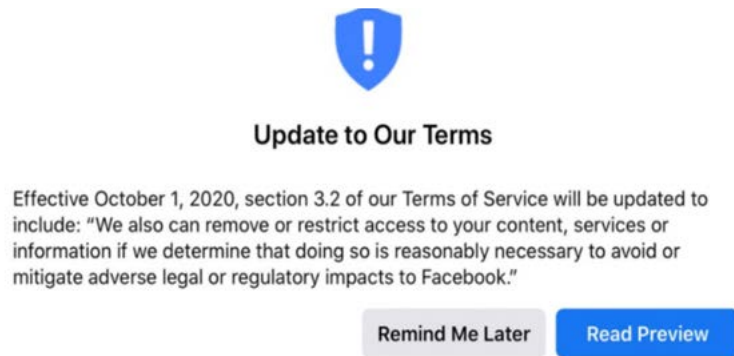 Update to Our Terms
Effective October 1, 2020, section 3.2 of our Terms of Service will be updated to
include: “We also can remove or restrict access to your content, services or
information if we determine that doing so is reasonably necessary to avoid or
mitigate adverse legal or regulatory impacts to Facebook.”
Remind Me Later Read Preview